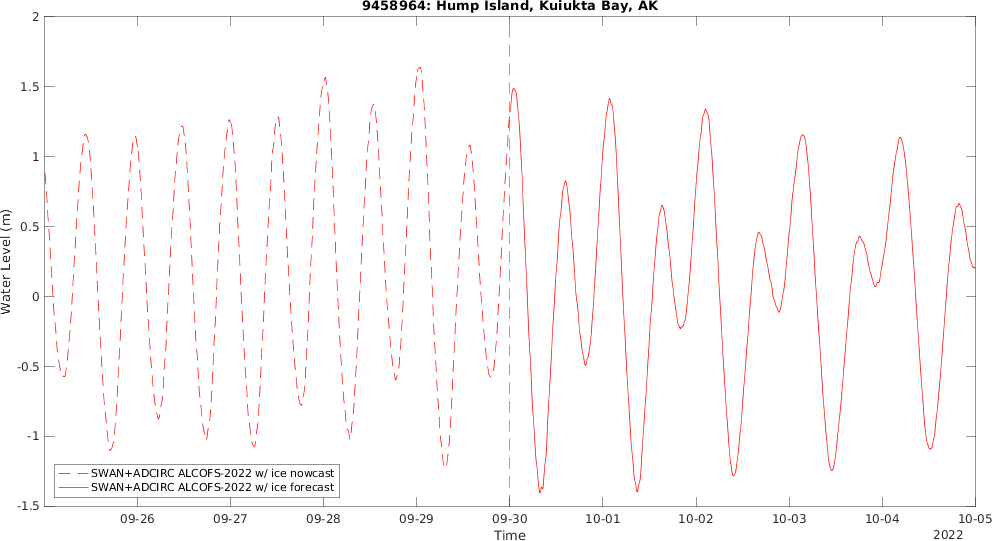 9458964: Hump Island, Kuiukta Bay, AK
2
1.5
1
0.5
0
-0.5
-1
-1.5
Water Level (m)
SWAN+ADCIRC ALCOFS-2022 w/ ice nowcast
SWAN+ADCIRC ALCOFS-2022 w/ ice forecast
09-26 09-27 09-28 09-29 09-30 10-01 10-02 10-03 10-04 10-05
Time
2022